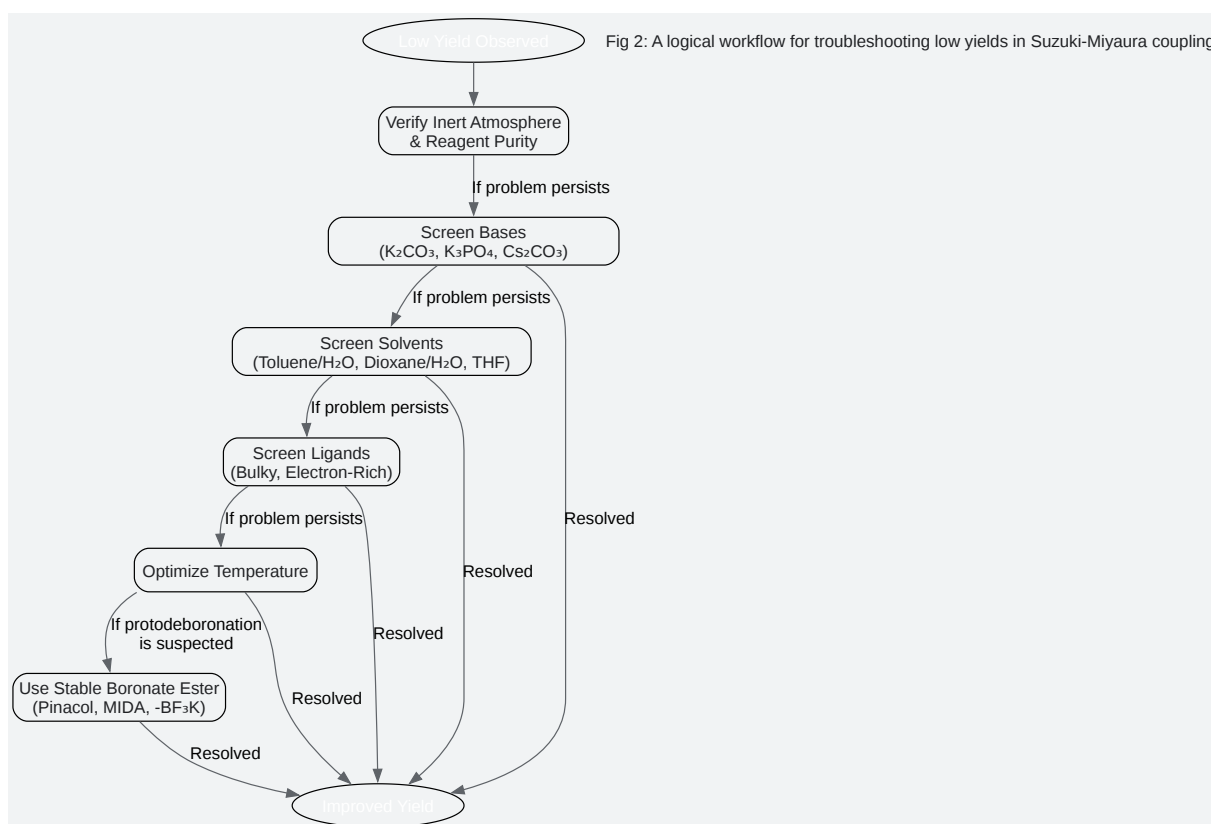 Low Yield Observed
Fig 2: A logical workflow for troubleshooting low yields in Suzuki-Miyaura coupling
Verify Inert Atmosphere
& Reagent Purity
If problem persists
Screen Bases
(K₂CO₃, K₃PO₄, Cs₂CO₃)
If problem persists
Screen Solvents
(Toluene/H₂O, Dioxane/H₂O, THF)
If problem persists
Screen Ligands
(Bulky, Electron-Rich)
If problem persists
Resolved
Optimize Temperature
Resolved
If protodeboronation
is suspected
Resolved
Use Stable Boronate Ester
(Pinacol, MIDA, -BF₃K)
Resolved
Resolved
Improved Yield